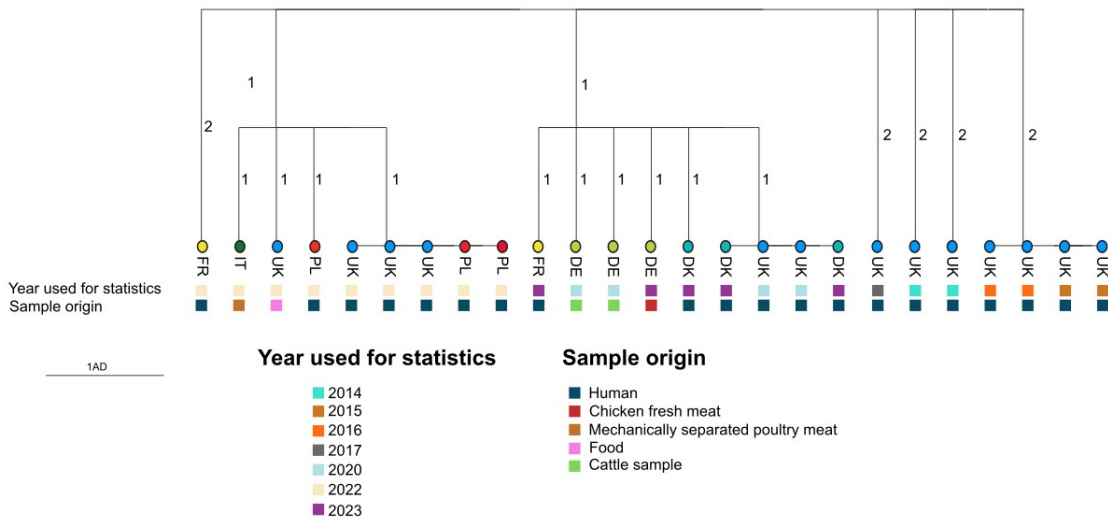 1
1
2
2
2
2
2
1
1
1
1
1
1
1
1
1
1
FR IT UK PL UK UK UK PL PL FR DE DE DE DK DK UK UK DK UK UK UK UK UK UK UK
Year used for statistics
Sample origin
1AD
Year used for statistics
2014
2015
2016
2017
2020
2022
2023
Sample origin
Human
Chicken fresh meat
Mechanically separated poultry meat
Food
Cattle sample